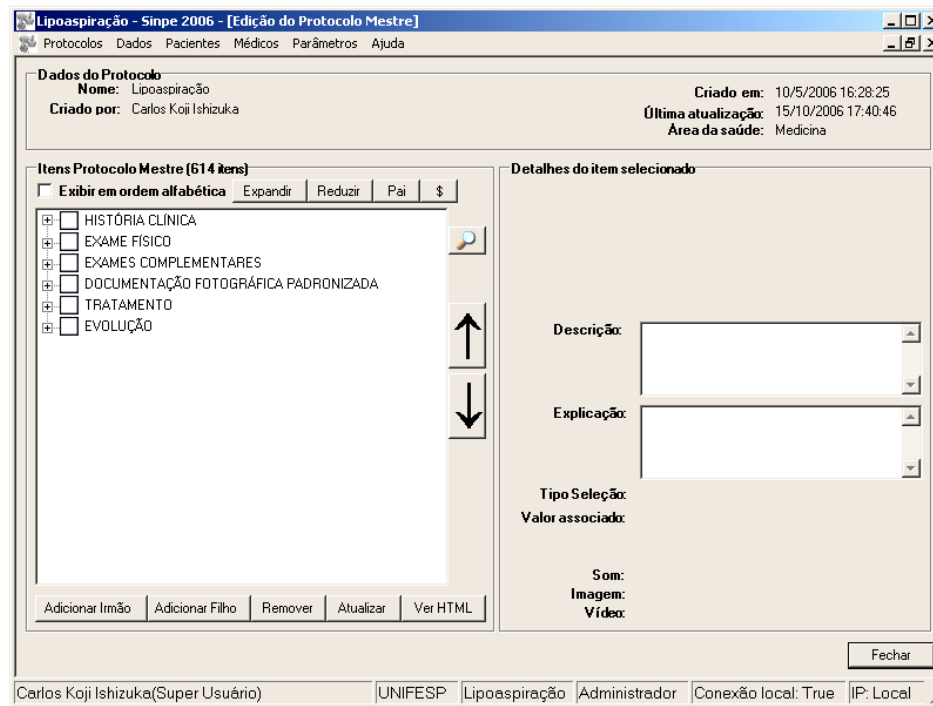 Lipoaspiração - Sinpe 2006 - [Edição do Protocolo Mestre]
Protocolos Dados Pacientes Médicos Parâmetros Ajuda
Dados do Protocolo
Nome: Lipoaspiração
Criado por: Carlos Koji Ishizuka
Criado em: 10/5/2006 16:28:25
Última atualização: 15/10/2006 17:40:46
Área da saúde: Medicina
Itens Protocolo Mestre (614 itens)
Exibir em ordem alfabética Expandir Reduzir Pai $
HISTÓRIA CLÍNICA
EXAME FÍSICO
EXAMES COMPLEMENTARES
DOCUMENTAÇÃO FOTOGRÁFICA PADRONIZADA
TRATAMENTO
EVOLUÇÃO
Adicionar Irmão Adicionar Filho Remover Atualizar Ver HTML
Detalhes do item selecionado
Descrição:
Explicação:
Tipo Seleção:
Valor associado:
Som:
Imagem:
Vídeo:
Fechar
Carlos Koji Ishizuka(Super Usuário) UNIFESP Lipoaspiração Administrador Conexão local: True IP: Local